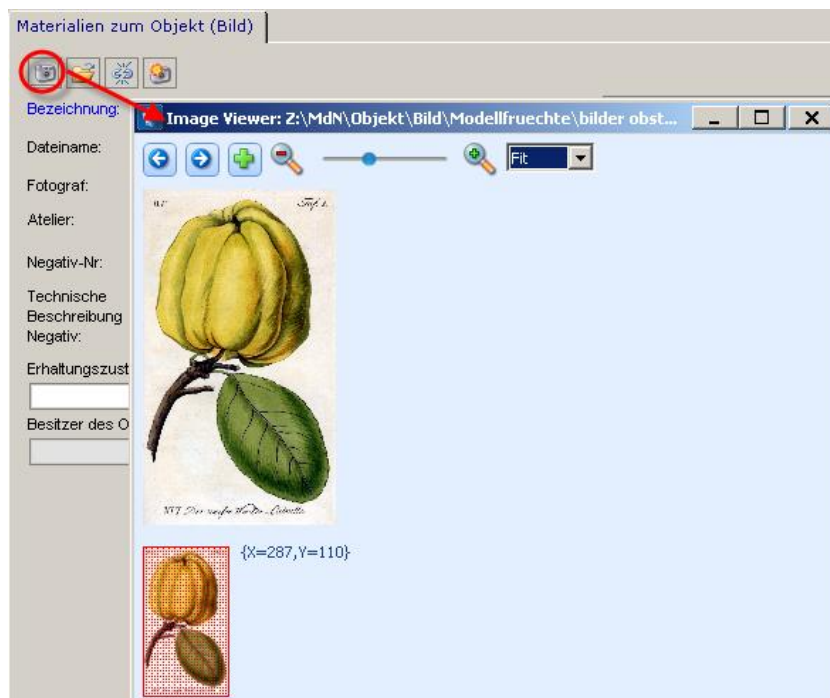 Materialien zum Objekt (Bild)
Bezeichnung:
Image Viewer: Z:\MdN\Objekt\Bild\Modellfruechte\bilder obst...
Dateiname:
Fit
Fotograf:
Atelier:
Negativ-Nr:
Technische
Beschreibung
Negativ:
Erhaltungszust
Besitzer des O
{X=287,Y=110}